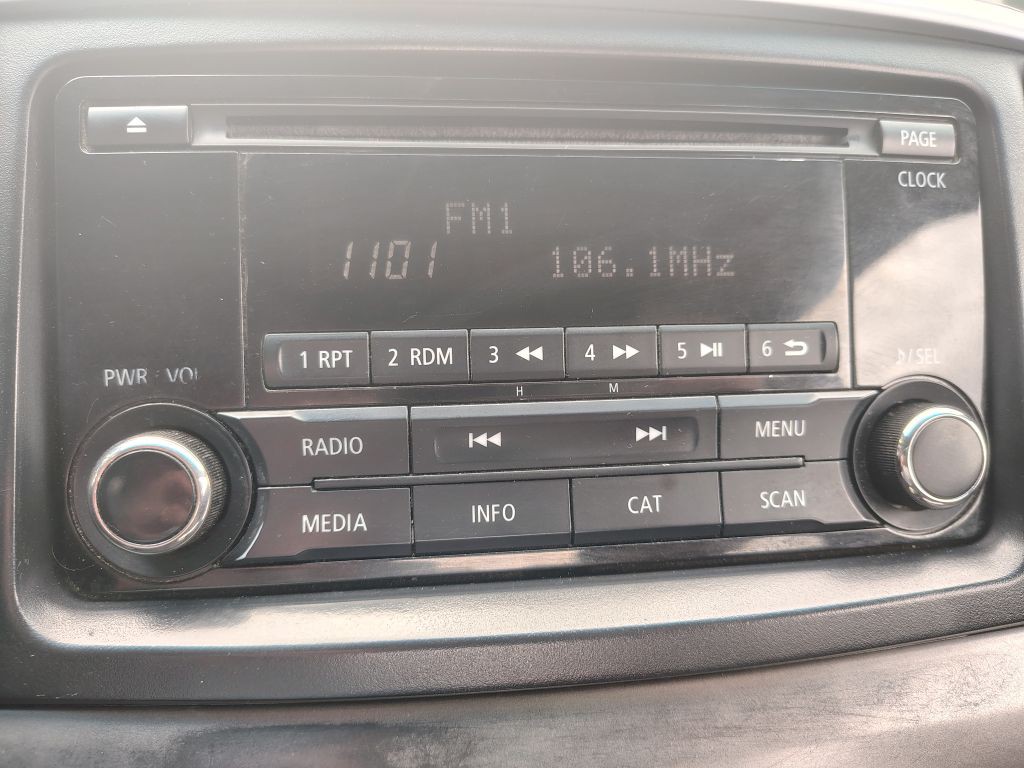 PAGE
CLOCK
FM1
1101 106.1MHz
1 RPT 2 RDM 3 4 5 6
H M
PWR VOL
SEL
RADIO MENU
MEDIA INFO CAT SCAN